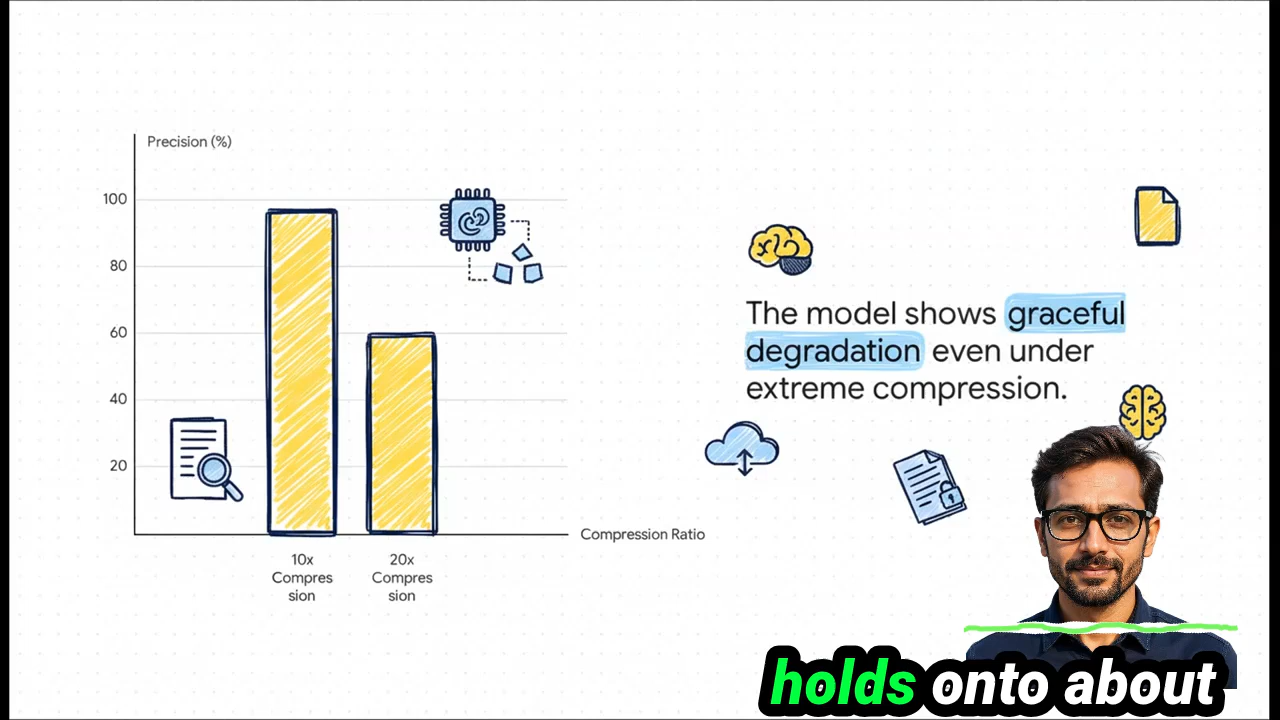 Precision (%)
100
80
60
40
20
10x
Compres
sion
20x
Compres
sion
Compression Ratio
The model shows graceful
degradation even under
extreme compression.
holds onto about